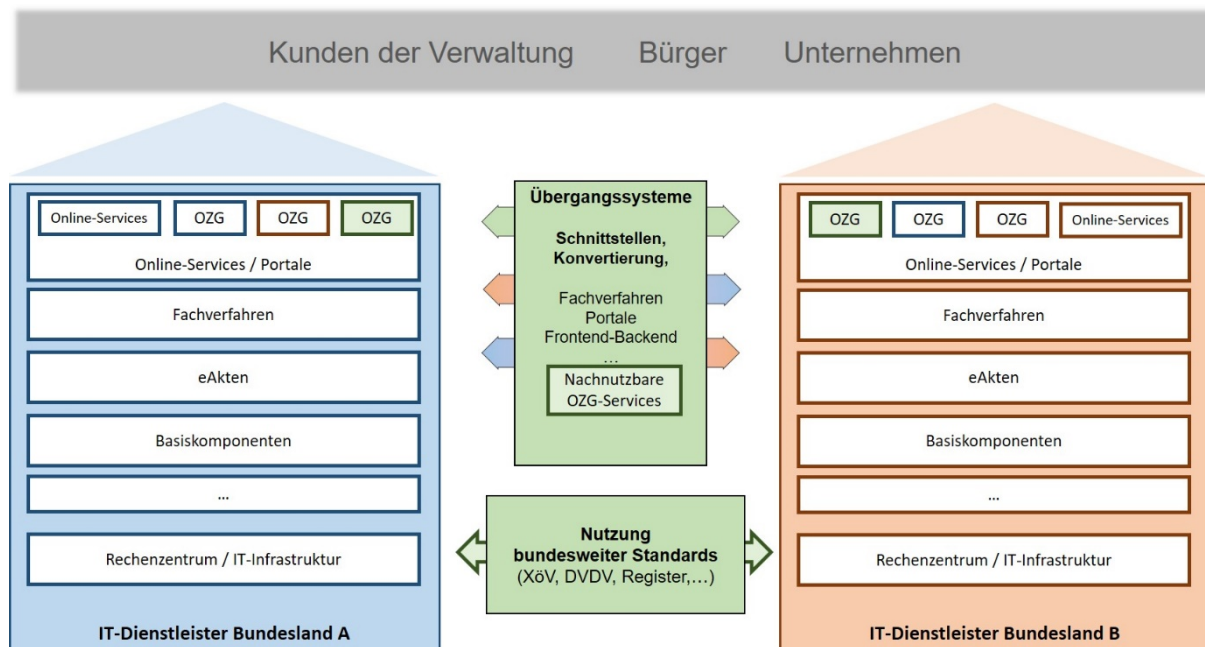 Kunden der Verwaltung Bürger Unternehmen
Online-Services OZG OZG OZG
Online-Services / Portale
Fachverfahren
eAkten
Basiskomponenten
...
Rechenzentrum / IT-Infrastruktur
IT-Dienstleister Bundesland A
Übergangssysteme
Schnittstellen,
Konvertierung,
Fachverfahren
Portale
Frontend-Backend
...
Nachnutzbare
OZG-Services
Nutzung
bundesweiter Standards
(XöV, DVDV, Register,...)
OZG OZG OZG Online-Services
Online-Services / Portale
Fachverfahren
eAkten
Basiskomponenten
...
Rechenzentrum / IT-Infrastruktur
IT-Dienstleister Bundesland B